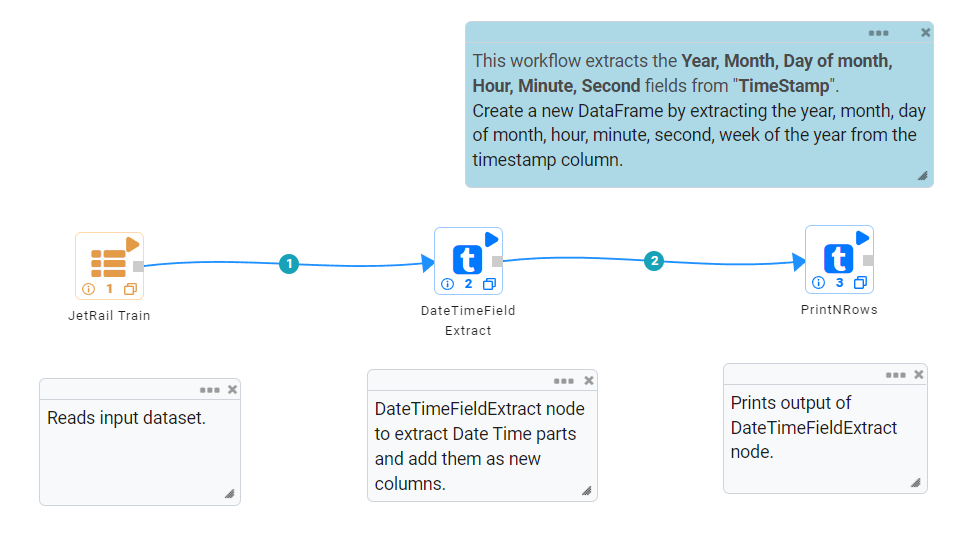 This workflow extracts the Year, Month, Day of month,
Hour, Minute, Second fields from "TimeStamp".
Create a new DataFrame by extracting the year, month, day
of month, hour, minute, second, week of the year from the
timestamp column.
1
2
1
t
2
t
3
JetRail Train
DateTimeField
Extract
PrintNRows
Reads input dataset.
DateTimeFieldExtract node
to extract Date Time parts
and add them as new
columns.
Prints output of
DateTimeFieldExtract
node.